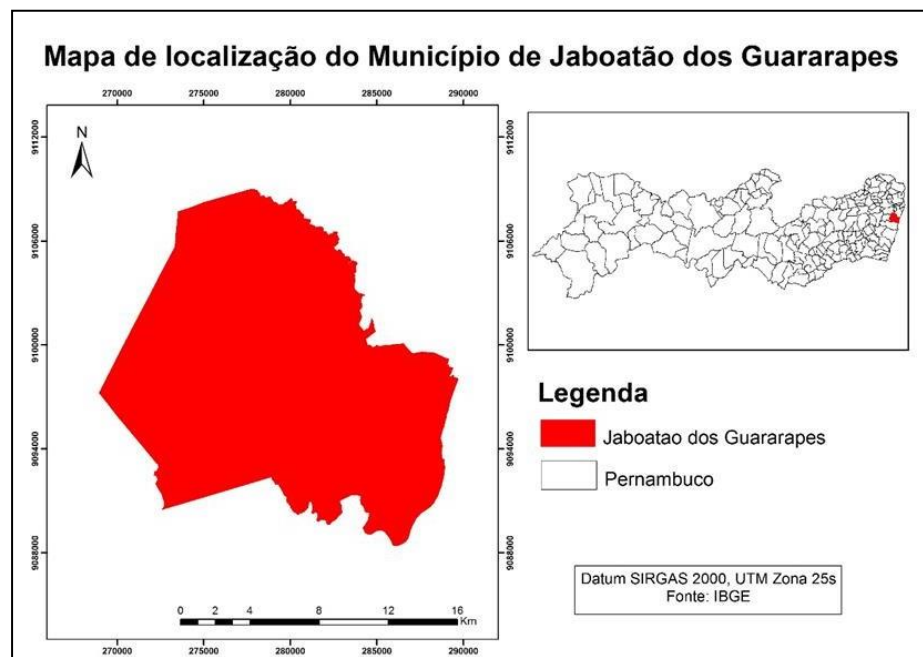 Mapa de localização do Município de Jaboatão dos Guararapes
270000 275000 280000 285000 290000
N
9112000
9106000
9100000
9094000
9088000
9112000
9106000
9100000
9094000
9088000
0 2 4 8 12 16
Km
270000 275000 280000 285000 290000
Legenda
Jaboatao dos Guararapes
Pernambuco
Datum SIRGAS 2000, UTM Zona 25s
Fonte: IBGE